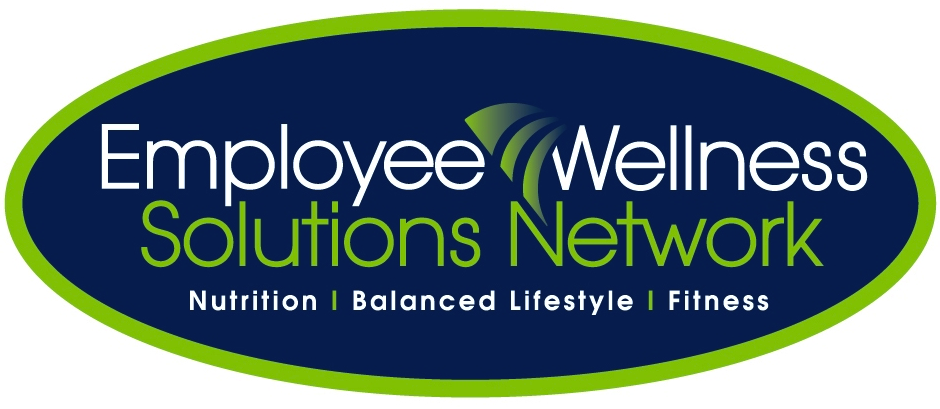 Employee Wellness
Solutions Network
Nutrition | Balanced Lifestyle | Fitness